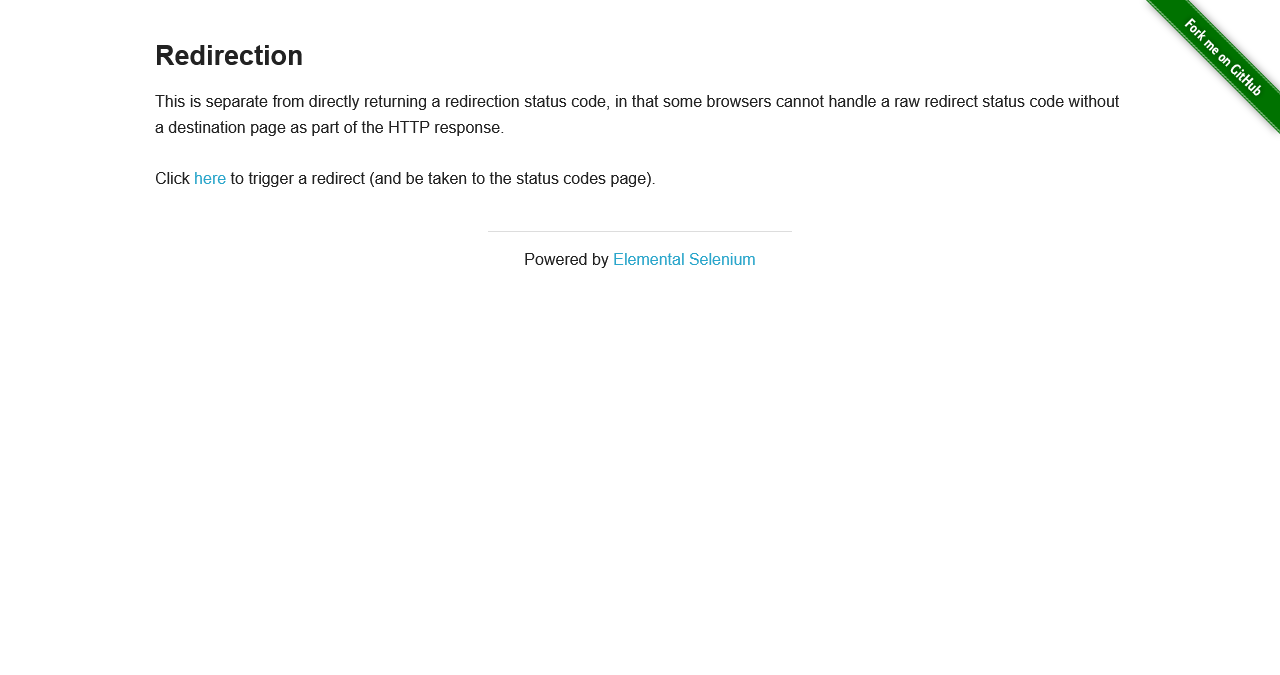 Fork me on GitHub
Redirection
This is separate from directly returning a redirection status code, in that some browsers cannot handle a raw redirect status code without
a destination page as part of the HTTP response.
Click here to trigger a redirect (and be taken to the status codes page).
Powered by Elemental Selenium